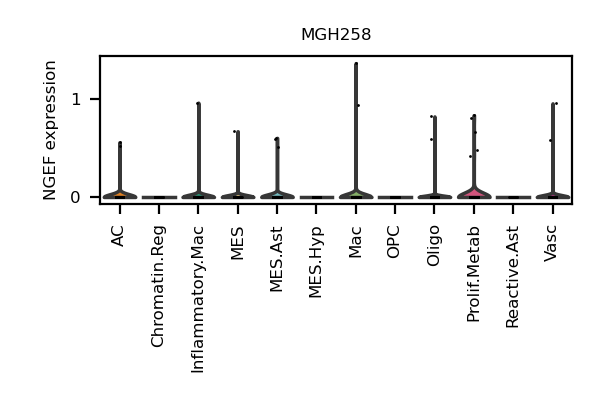 MGH258
NGEF expression
1
0
AC
Chromatin.Reg
Inflammatory.Mac
MES
MES.Ast
MES.Hyp
Mac
OPC
Oligo
Prolif.Metab
Reactive.Ast
Vasc